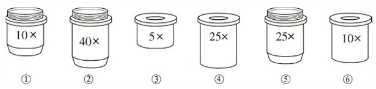 10× 40× 5× 25× 25× 10×
① ② ③ ④ ⑤ ⑥